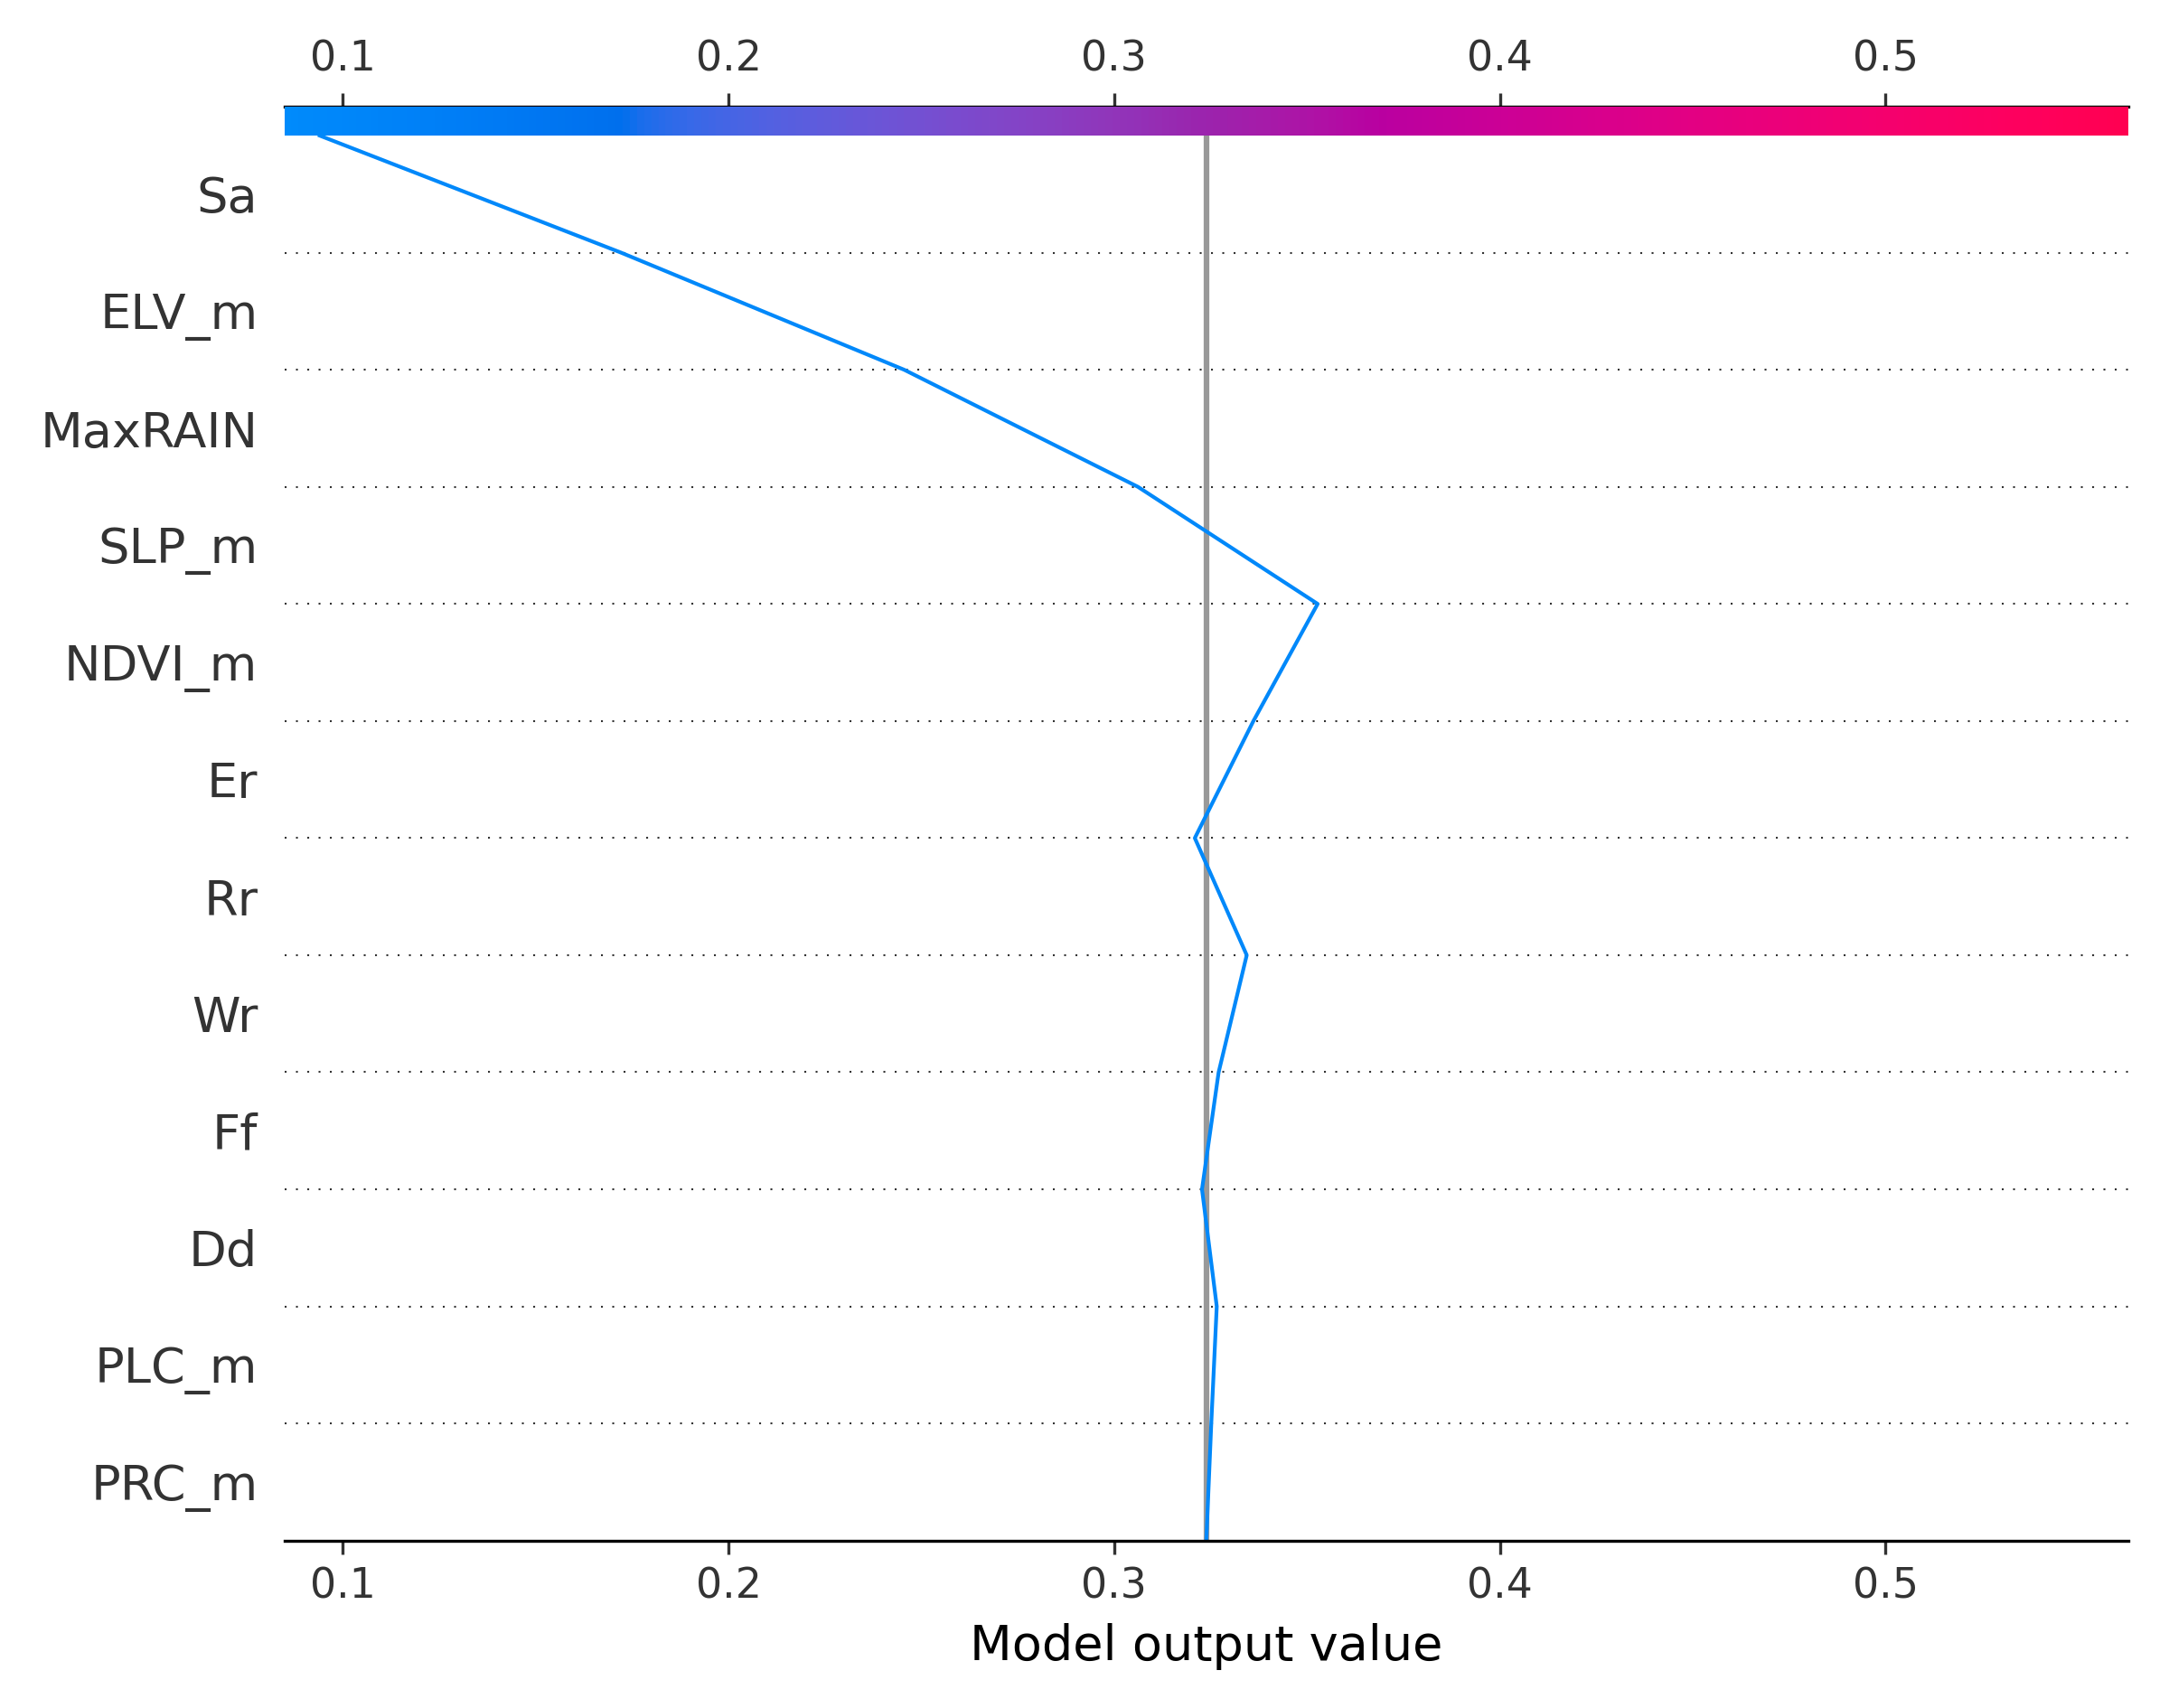 0.1 0.2 0.3 0.4 0.5
Sa
ELV_m
MaxRAIN
SLP_m
NDVI_m
Er
Rr
Wr
Ff
Dd
PLC_m
PRC_m
0.1 0.2 0.3 0.4 0.5
Model output value